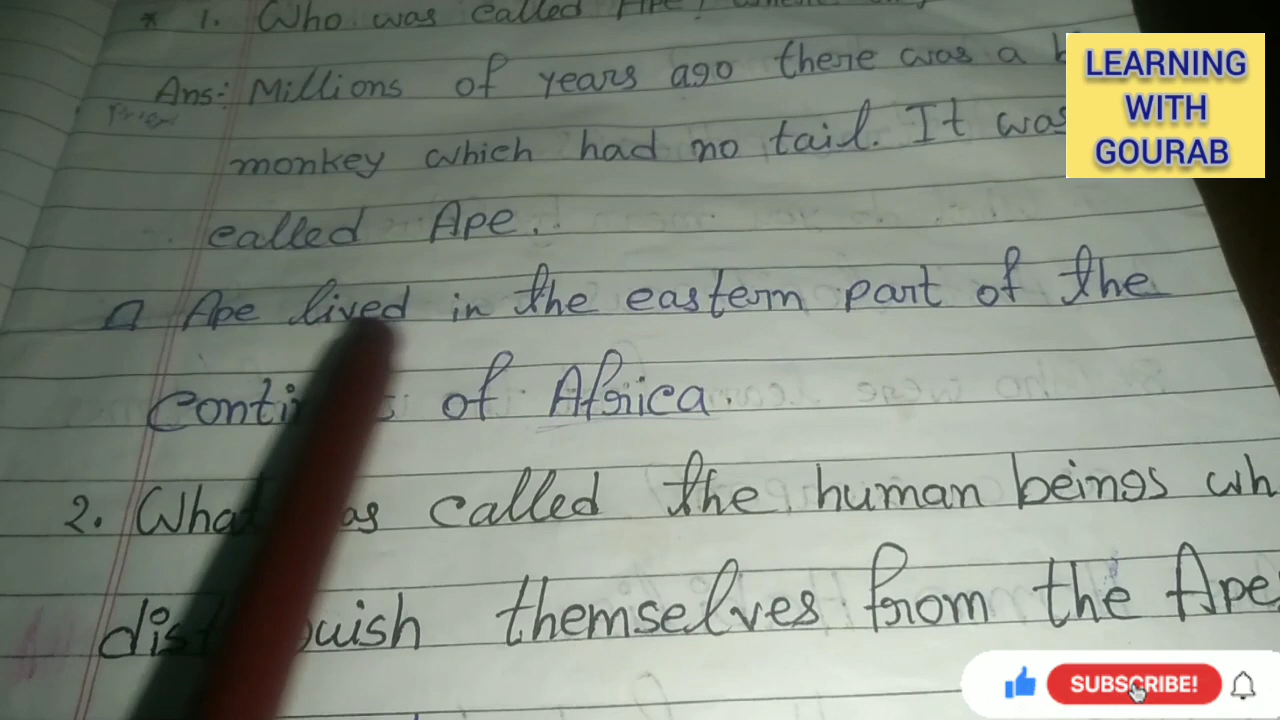 * 1. Who was called Ape?
Ans: Millions of years ago there was a
monkey which had no tail. It was
called Ape.
Ape lived in the eastern part of the
of Africa.
2. called the human beings
themselves from the Ape
LEARNING
WITH
GOURAB
SUBSCRIBE!